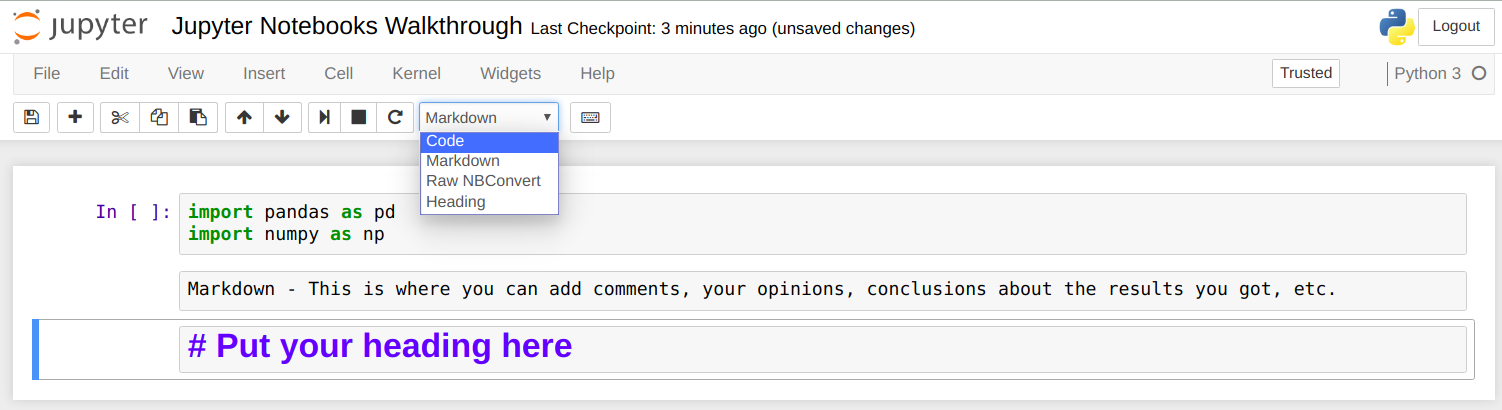 jupyter Jupyter Notebooks Walkthrough Last Checkpoint: 3 minutes ago (unsaved changes) Logout
File Edit View Insert Cell Kernel Widgets Help Trusted Python 3
Markdown
Code
Markdown
Raw NBConvert
Heading
In [ ]: import pandas as pd
import numpy as np
Markdown - This is where you can add comments, your opinions, conclusions about the results you got, etc.
# Put your heading here